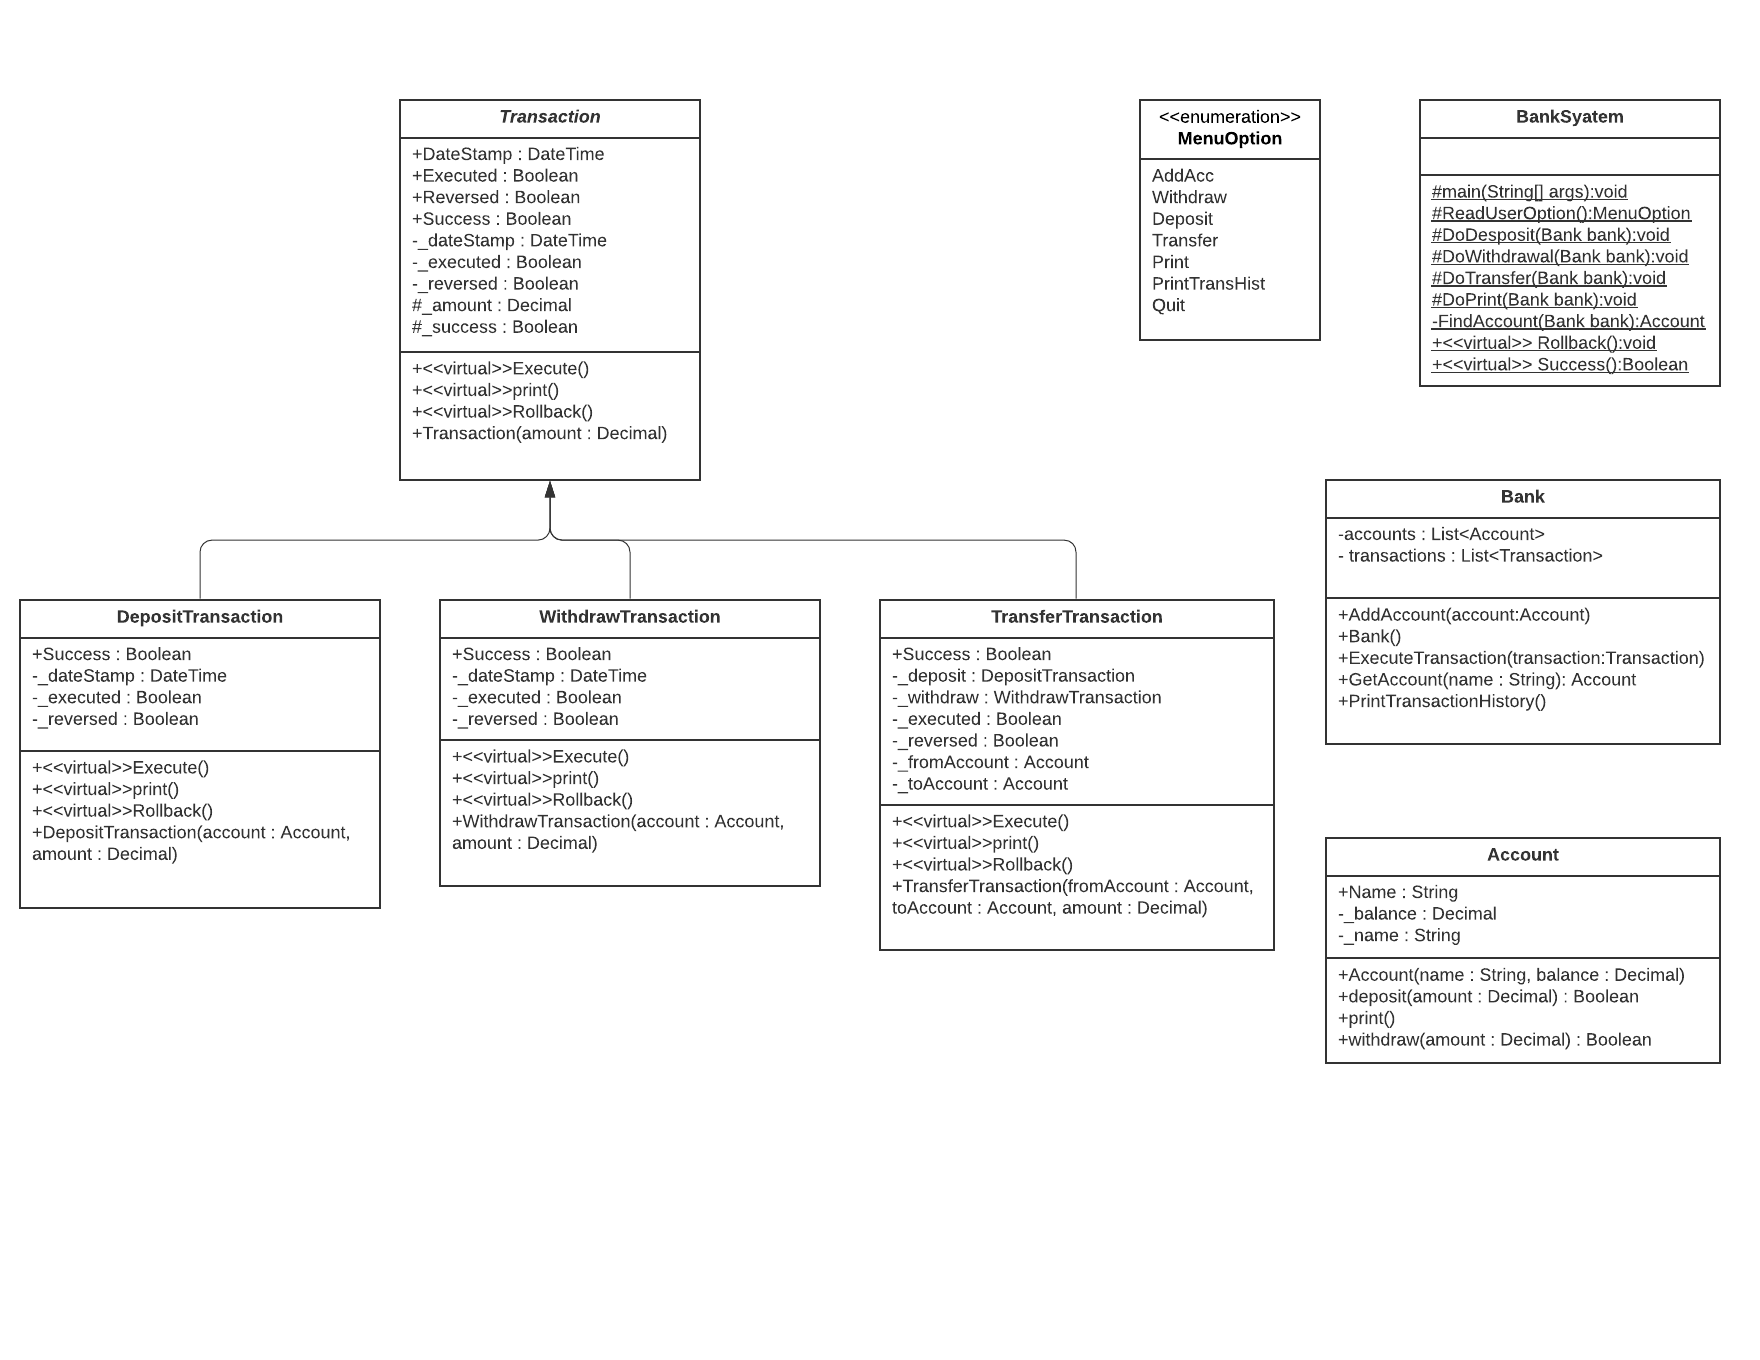 Transaction
+DateStamp : DateTime
+Executed : Boolean
+Reversed : Boolean
+Success : Boolean
-_dateStamp : DateTime
-_executed : Boolean
-_reversed : Boolean
#_amount : Decimal
#_success : Boolean
+<<virtual>>Execute()
+<<virtual>>print()
+<<virtual>>Rollback()
+Transaction(amount : Decimal)
<<enumeration>>
MenuOption
AddAcc
Withdraw
Deposit
Transfer
Print
PrintTransHist
Quit
BankSyatem
#main(String[] args):void
#ReadUserOption():MenuOption
#DoDesposit(Bank bank):void
#DoWithdrawal(Bank bank):void
#DoTransfer(Bank bank):void
#DoPrint(Bank bank):void
-FindAccount(Bank bank):Account
+<<virtual>> Rollback():void
+<<virtual>> Success():Boolean
Bank
-accounts : List<Account>
- transactions : List<Transaction>
+AddAccount(account:Account)
+Bank()
+ExecuteTransaction(transaction:Transaction)
+GetAccount(name : String): Account
+PrintTransactionHistory()
DepositTransaction
+Success : Boolean
-_dateStamp : DateTime
-_executed : Boolean
-_reversed : Boolean
+<<virtual>>Execute()
+<<virtual>>print()
+<<virtual>>Rollback()
+DepositTransaction(account : Account,
amount : Decimal)
WithdrawTransaction
+Success : Boolean
-_dateStamp : DateTime
-_executed : Boolean
-_reversed : Boolean
+<<virtual>>Execute()
+<<virtual>>print()
+<<virtual>>Rollback()
+WithdrawTransaction(account : Account,
amount : Decimal)
TransferTransaction
+Success : Boolean
-_deposit : DepositTransaction
-_withdraw : WithdrawTransaction
-_executed : Boolean
-_reversed : Boolean
-_fromAccount : Account
-_toAccount : Account
+<<virtual>>Execute()
+<<virtual>>print()
+<<virtual>>Rollback()
+TransferTransaction(fromAccount : Account,
toAccount : Account, amount : Decimal)
Account
+Name : String
-_balance : Decimal
-_name : String
+Account(name : String, balance : Decimal)
+deposit(amount : Decimal) : Boolean
+print()
+withdraw(amount : Decimal) : Boolean